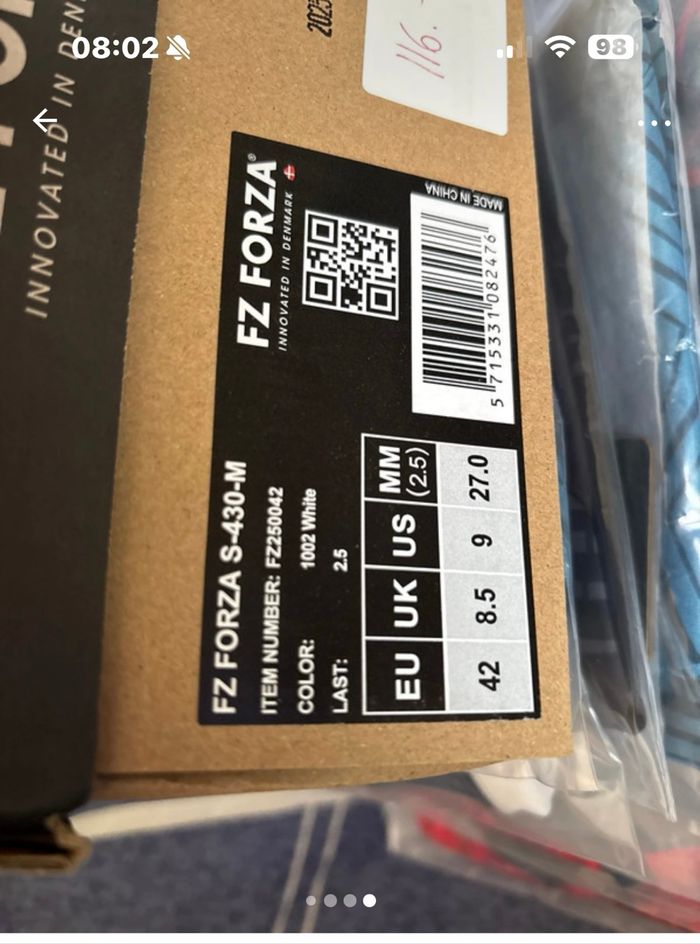 08:02
98
INNOVATED IN DEN
2025
116.-
FZ FORZA®
INNOVATED IN DENMARK
MADE IN CHINA
5 715331 082476
FZ FORZA S-430-M
ITEM NUMBER: FZ250042
COLOR: 1002 White
LAST: 2.5
EU UK US MM (2.5)
42 8.5 9 27.0